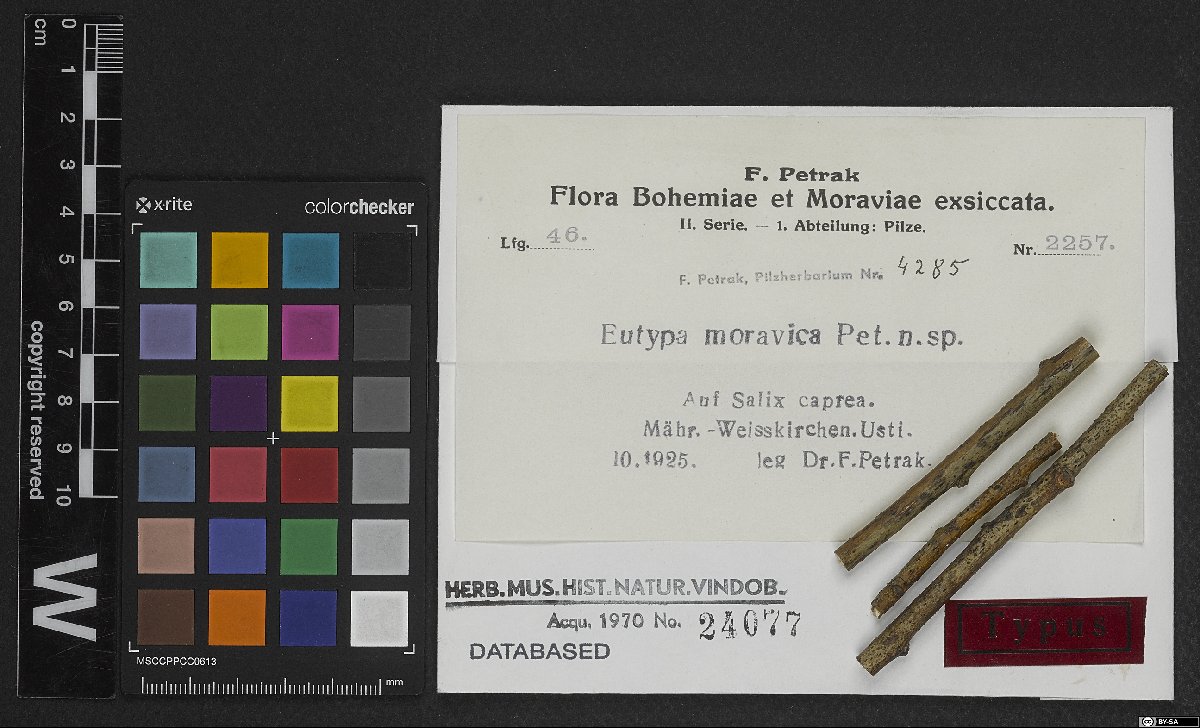 cm
0
1
2
3
4
5
6
7
8
9
10
copyright reserved
W
x-rite
colorchecker
MSCCPPCC0613
mm
F. Petrak
Flora Bohemiae et Moraviae exsiccata.
II. Serie. — 1. Abteilung: Pilze.
Lfg. 46. Nr. 2257.
F. Petrak, Pilzherbarium Nr. 4285
Eutypa moravica Pet.n.sp.
Auf Salix caprea.
Mähr.-Weisskirchen.Usti.
10.1925. leg Dr.F.Petrak.
HERB.MUS.HIST.NATUR.VINDOB.
Acqu. 1970 No. 24077
DATABASED
Typus
cc BY-SA